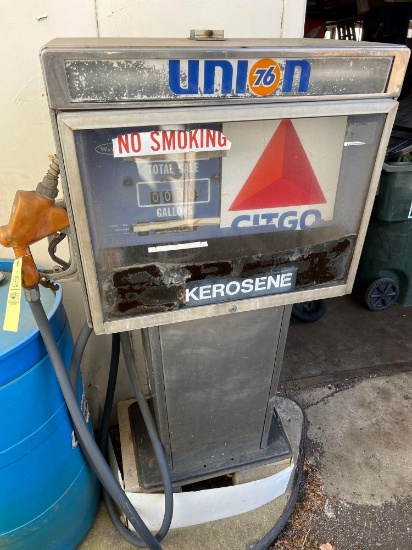 UNION
76
NO SMOKING
TOTAL SALE
GALLONS
CITGO
KEROSENE